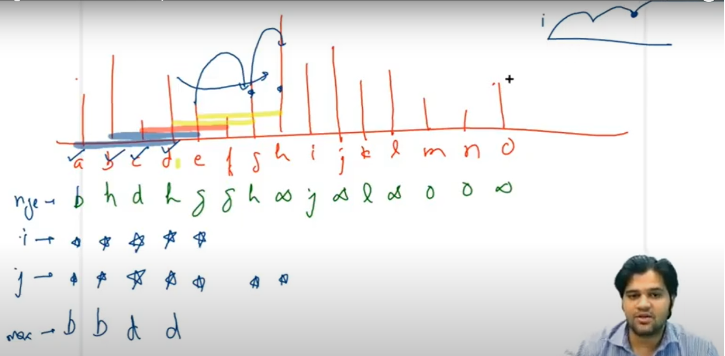 i
a b c d e f g h i j k l m n o
nge → b h d h g g h ∞ j ∞ l ∞ o o ∞
i →
j →
max → b b d d